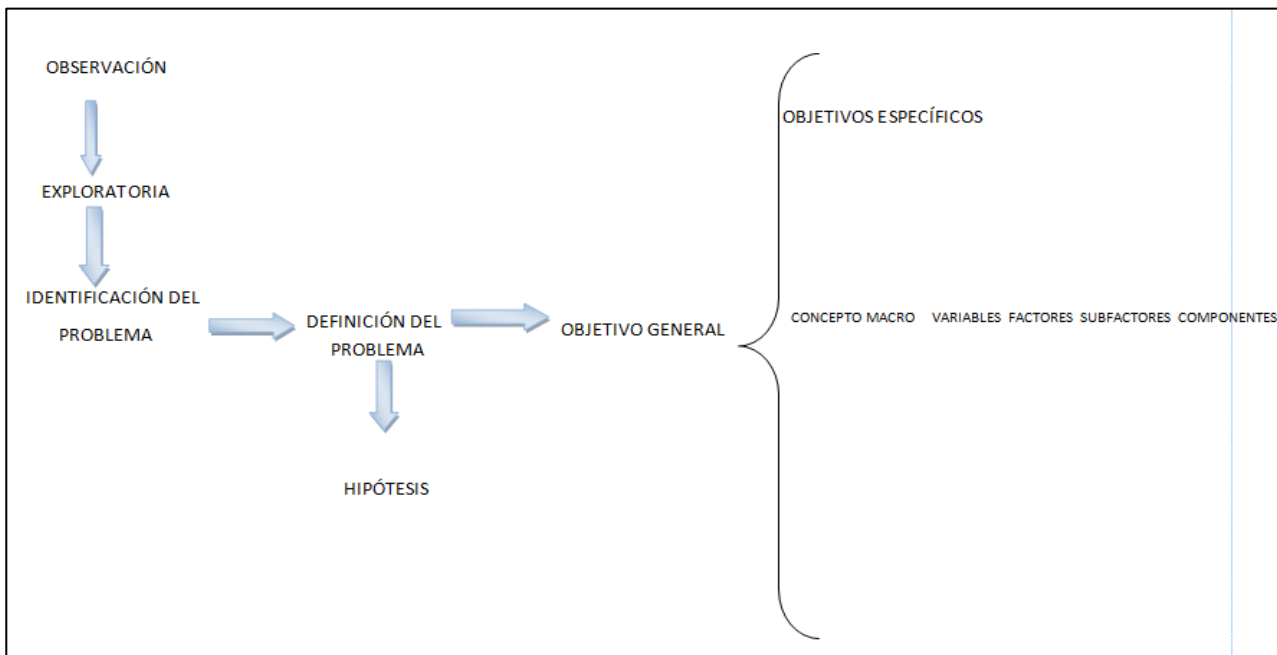 OBSERVACIÓN
EXPLORATORIA
IDENTIFICACIÓN DEL
PROBLEMA
DEFINICIÓN DEL
PROBLEMA
HIPÓTESIS
OBJETIVO GENERAL
OBJETIVOS ESPECÍFICOS
CONCEPTO MACRO VARIABLES FACTORES SUBFACTORES COMPONENTES